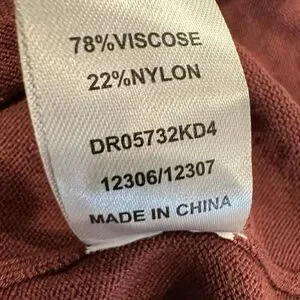 78%VISCOSE
22%NYLON
DR05732KD4
12306/12307
MADE IN CHINA